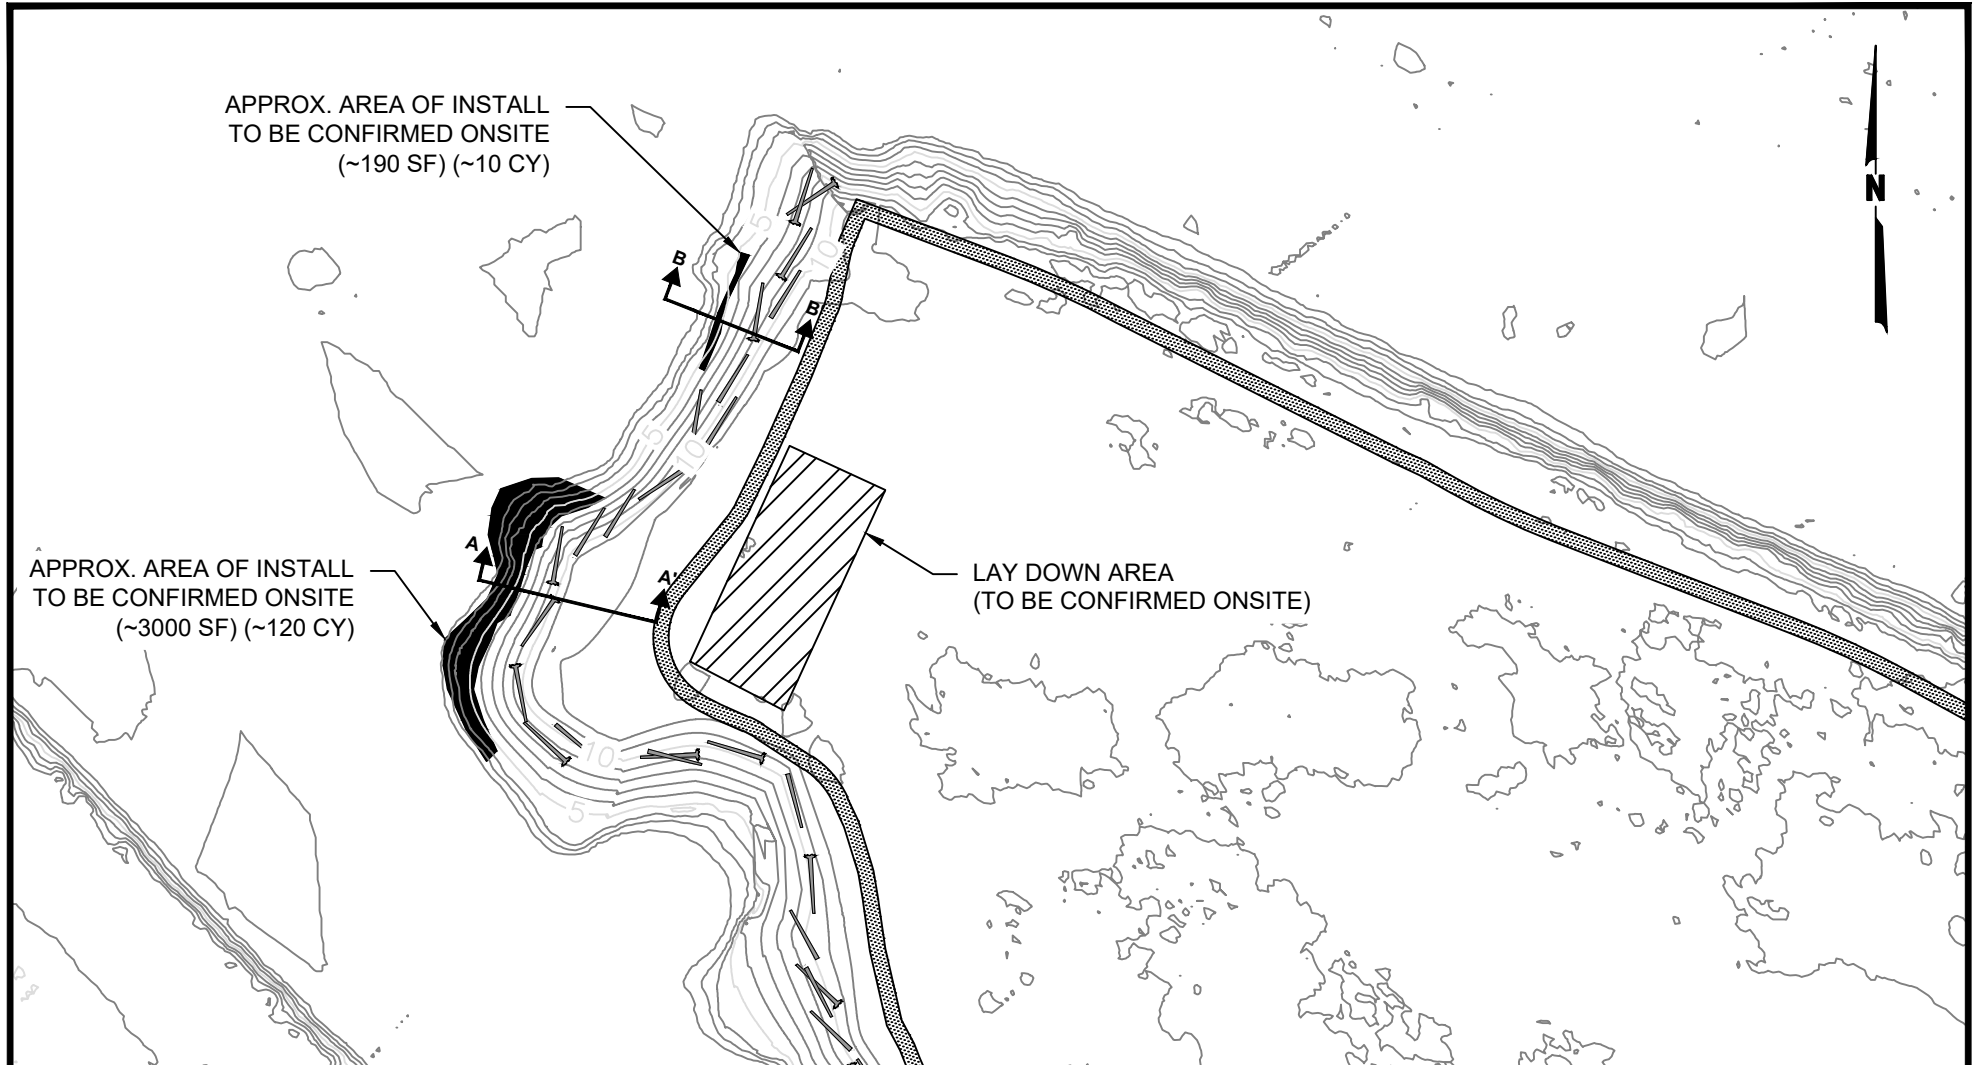 APPROX. AREA OF INSTALL
TO BE CONFIRMED ONSITE
(~190 SF) (~10 CY)
N
5
10
B
B'
5
10
A
A'
APPROX. AREA OF INSTALL
TO BE CONFIRMED ONSITE
(~3000 SF) (~120 CY)
LAY DOWN AREA
(TO BE CONFIRMED ONSITE)
10
5